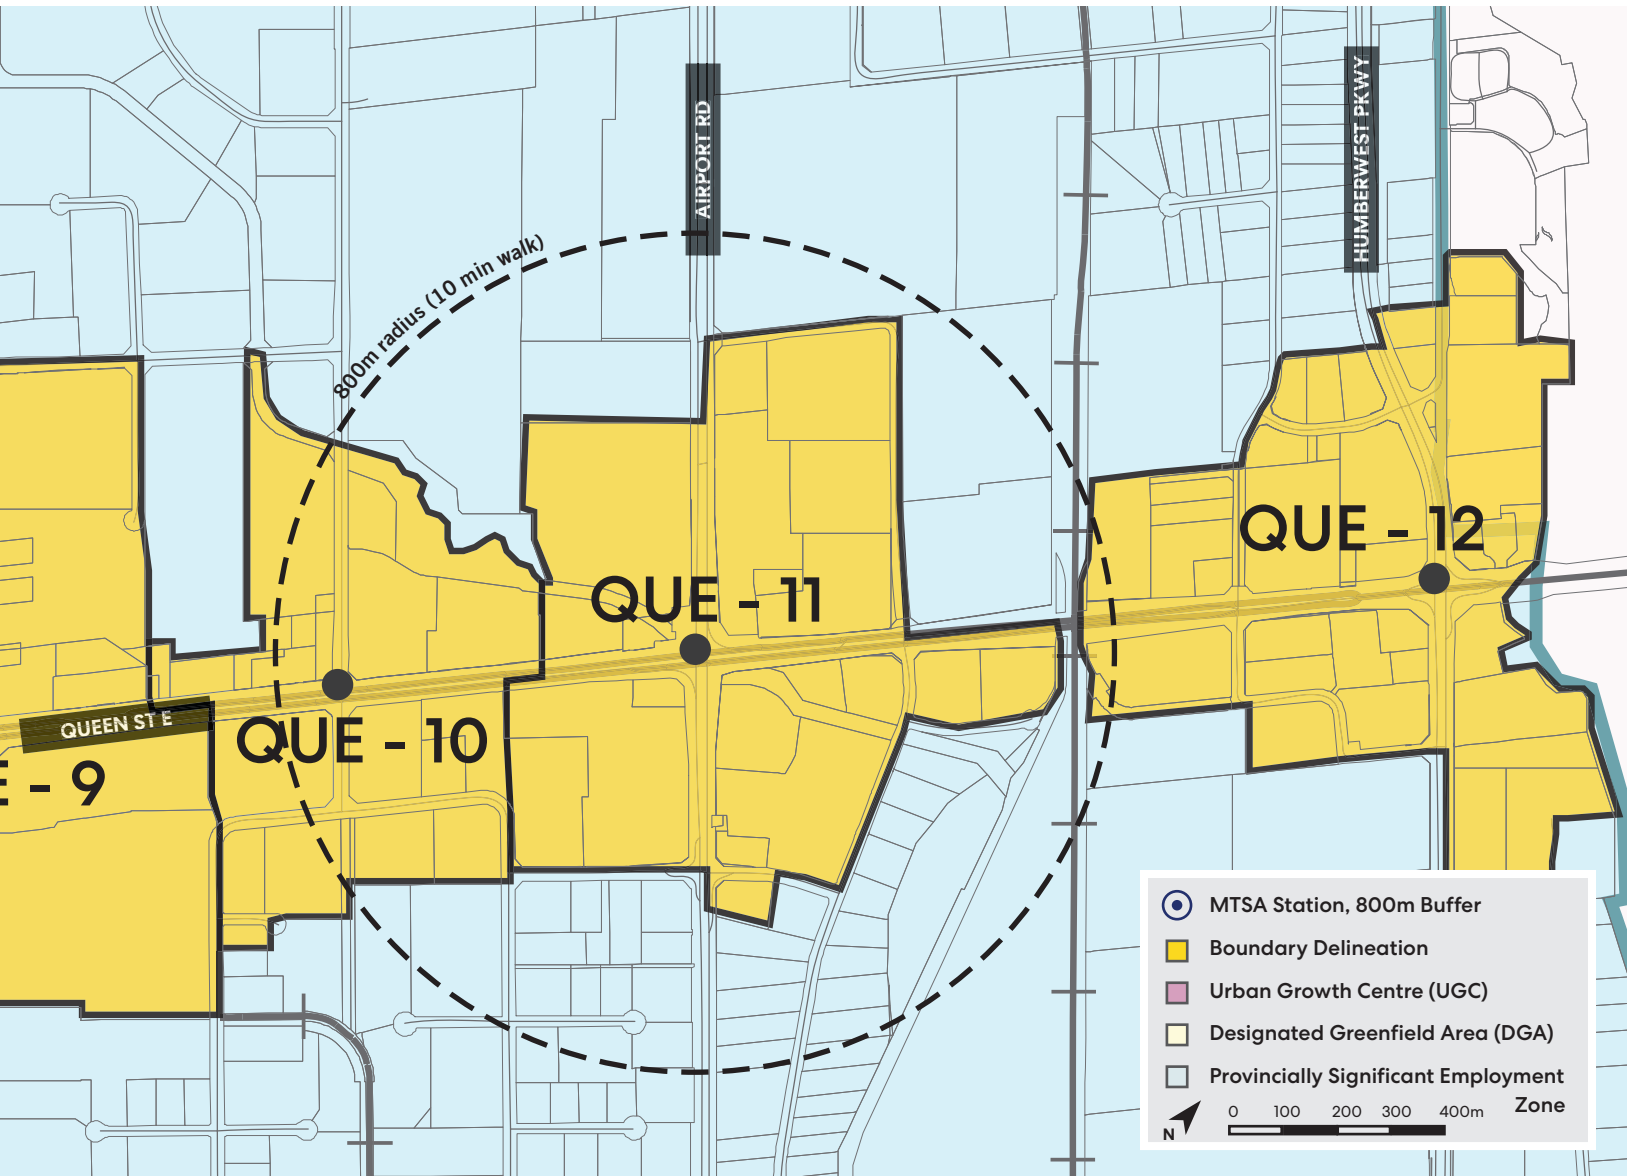 AIRPORT RD
HUMBERWEST PKWY
800m radius (10 min walk)
QUE - 12
QUE - 11
QUEEN ST E
QUE - 10
E - 9
MTSA Station, 800m Buffer
Boundary Delineation
Urban Growth Centre (UGC)
Designated Greenfield Area (DGA)
Provincially Significant Employment
Zone
N
0 100 200 300 400m